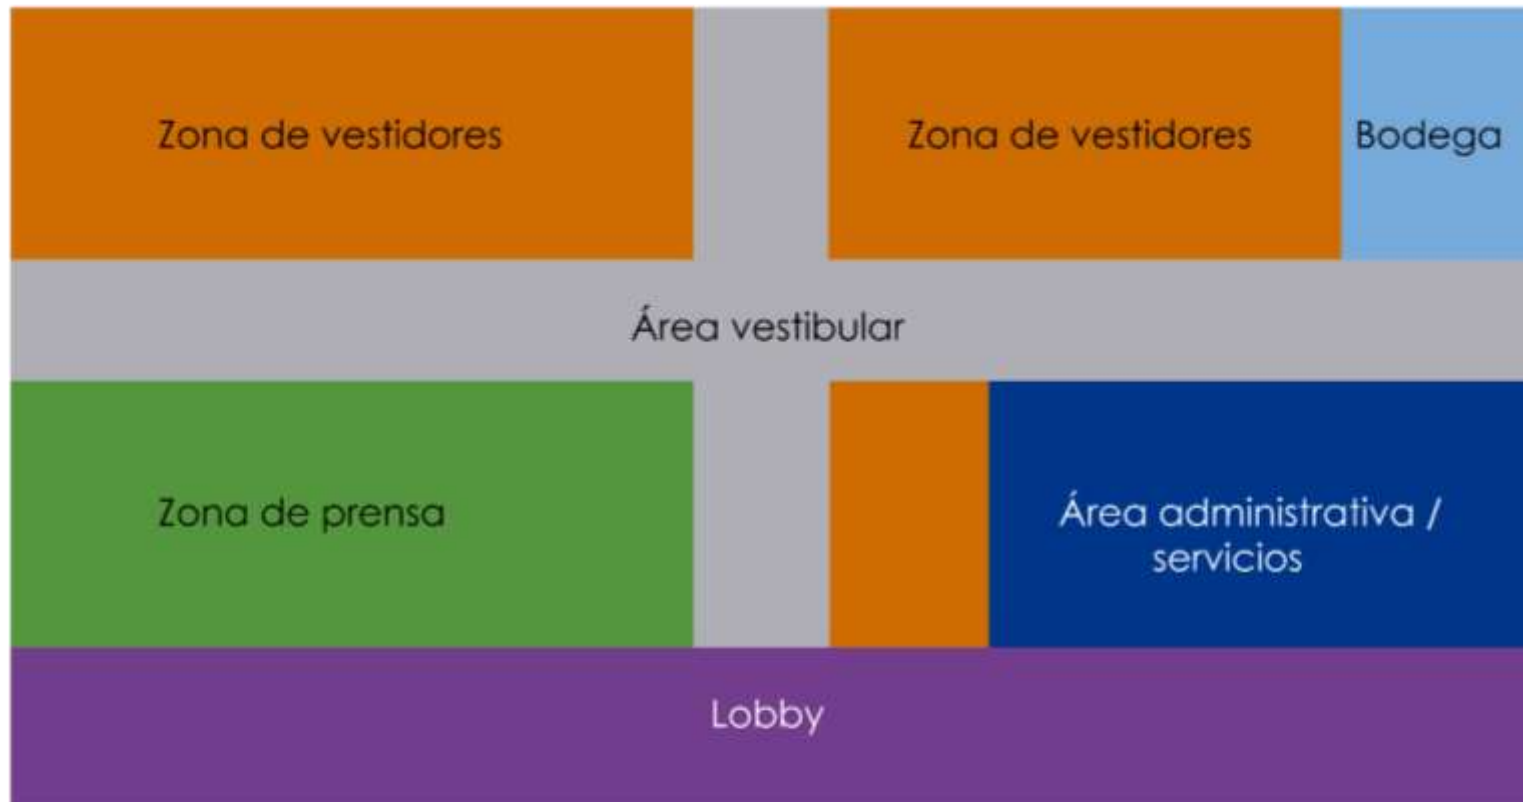 Zona de vestidores
Zona de vestidores
Bodega
Área vestibular
Zona de prensa
Área administrativa /
servicios
Lobby